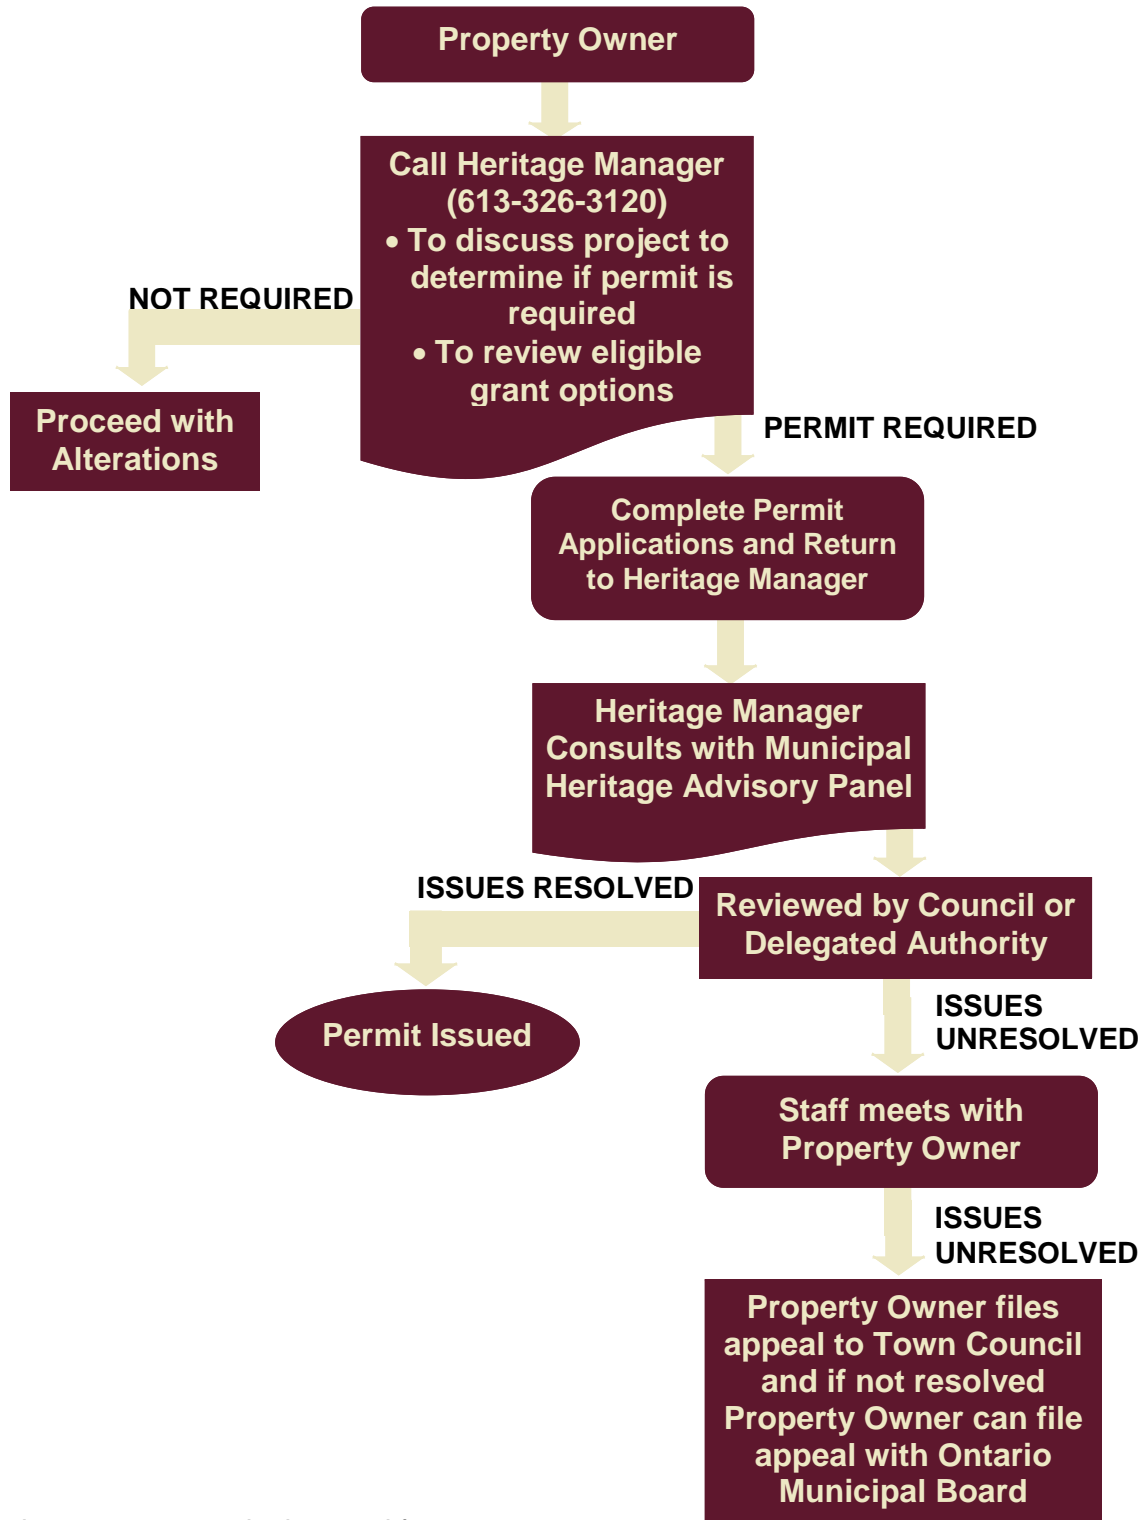 Property Owner
Call Heritage Manager
(613-326-3120)
• To discuss project to
determine if permit is
required
• To review eligible
grant options
NOT REQUIRED
Proceed with
Alterations
PERMIT REQUIRED
Complete Permit
Applications and Return
to Heritage Manager
Heritage Manager
Consults with Municipal
Heritage Advisory Panel
ISSUES RESOLVED
Reviewed by Council or
Delegated Authority
Permit Issued
ISSUES
UNRESOLVED
Staff meets with
Property Owner
ISSUES
UNRESOLVED
Property Owner files
appeal to Town Council
and if not resolved
Property Owner can file
appeal with Ontario
Municipal Board